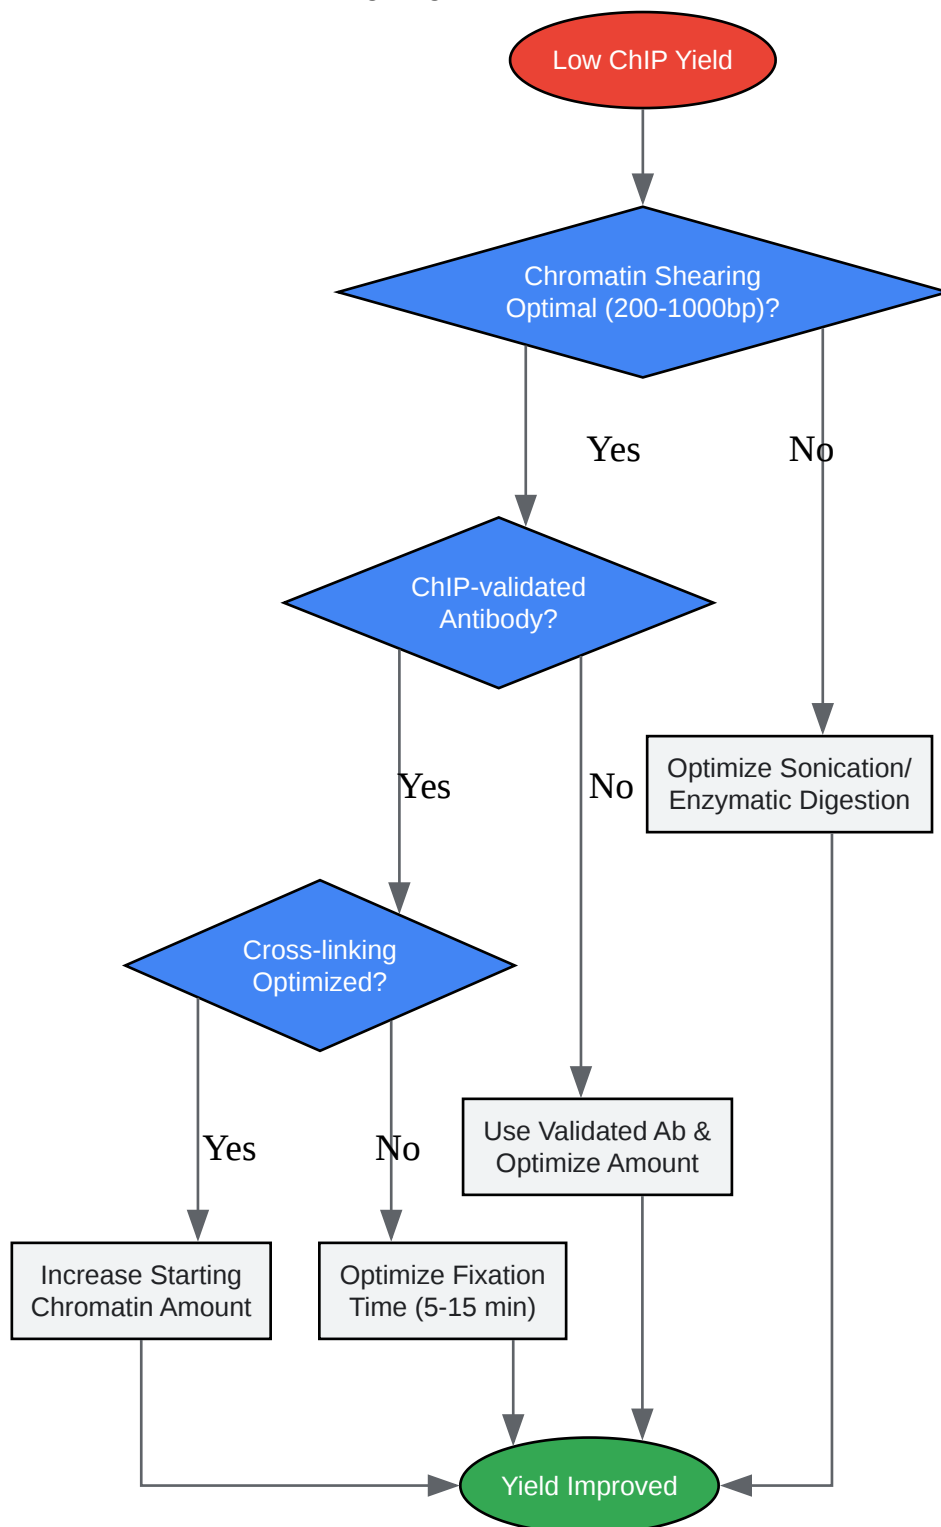 Low ChIP Yield
Chromatin Shearing
Optimal (200-1000bp)?
Yes
No
ChIP-validated
Antibody?
Optimize Sonication/
Enzymatic Digestion
Yes
No
Cross-linking
Optimized?
Use Validated Ab &
Optimize Amount
Yes
No
Increase Starting
Chromatin Amount
Optimize Fixation
Time (5-15 min)
Yield Improved